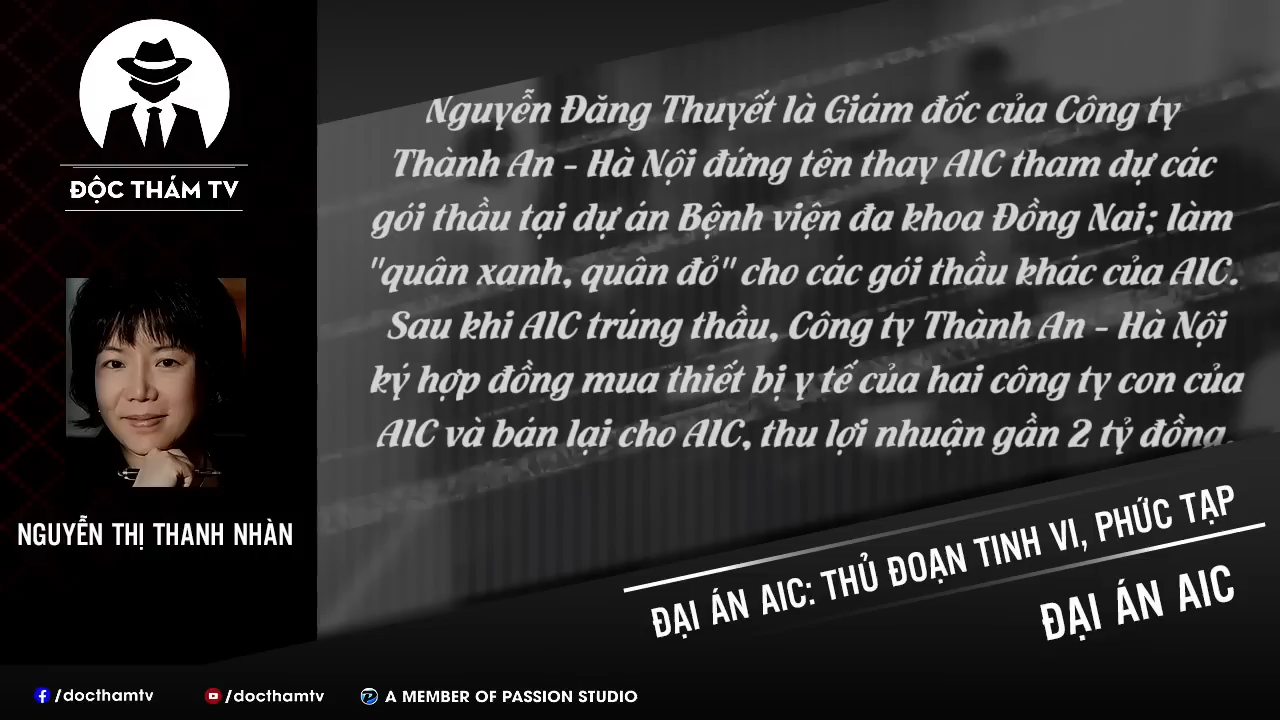 ĐỘC THÁM TV
NGUYỄN THỊ THANH NHÀN
Nguyễn Đăng Thuyết là Giám đốc của Công ty
Thành An - Hà Nội đứng tên thay AIC tham dự các
gói thầu tại dự án Bệnh viện đa khoa Đồng Nai; làm
"quân xanh, quân đỏ" cho các gói thầu khác của AIC.
Sau khi AIC trúng thầu, Công ty Thành An - Hà Nội
ký hợp đồng mua thiết bị y tế của hai công ty con của
AIC và bán lại cho AIC, thu lợi nhuận gần 2 tỷ đồng.
ĐẠI ÁN AIC: THỦ ĐOẠN TINH VI, PHỨC TẠP
ĐẠI ÁN AIC
/docthamtv
/docthamtv
A MEMBER OF PASSION STUDIO